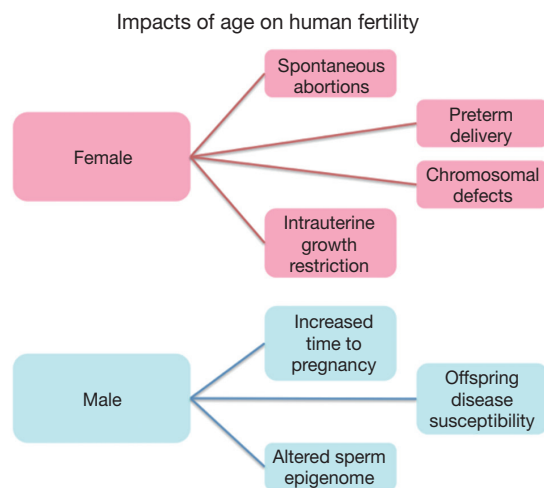 Impacts of age on human fertility
Female
Spontaneous
abortions
Preterm
delivery
Chromosomal
defects
Intrauterine
growth
restriction
Male
Increased
time to
pregnancy
Offspring
disease
susceptibility
Altered sperm
epigenome